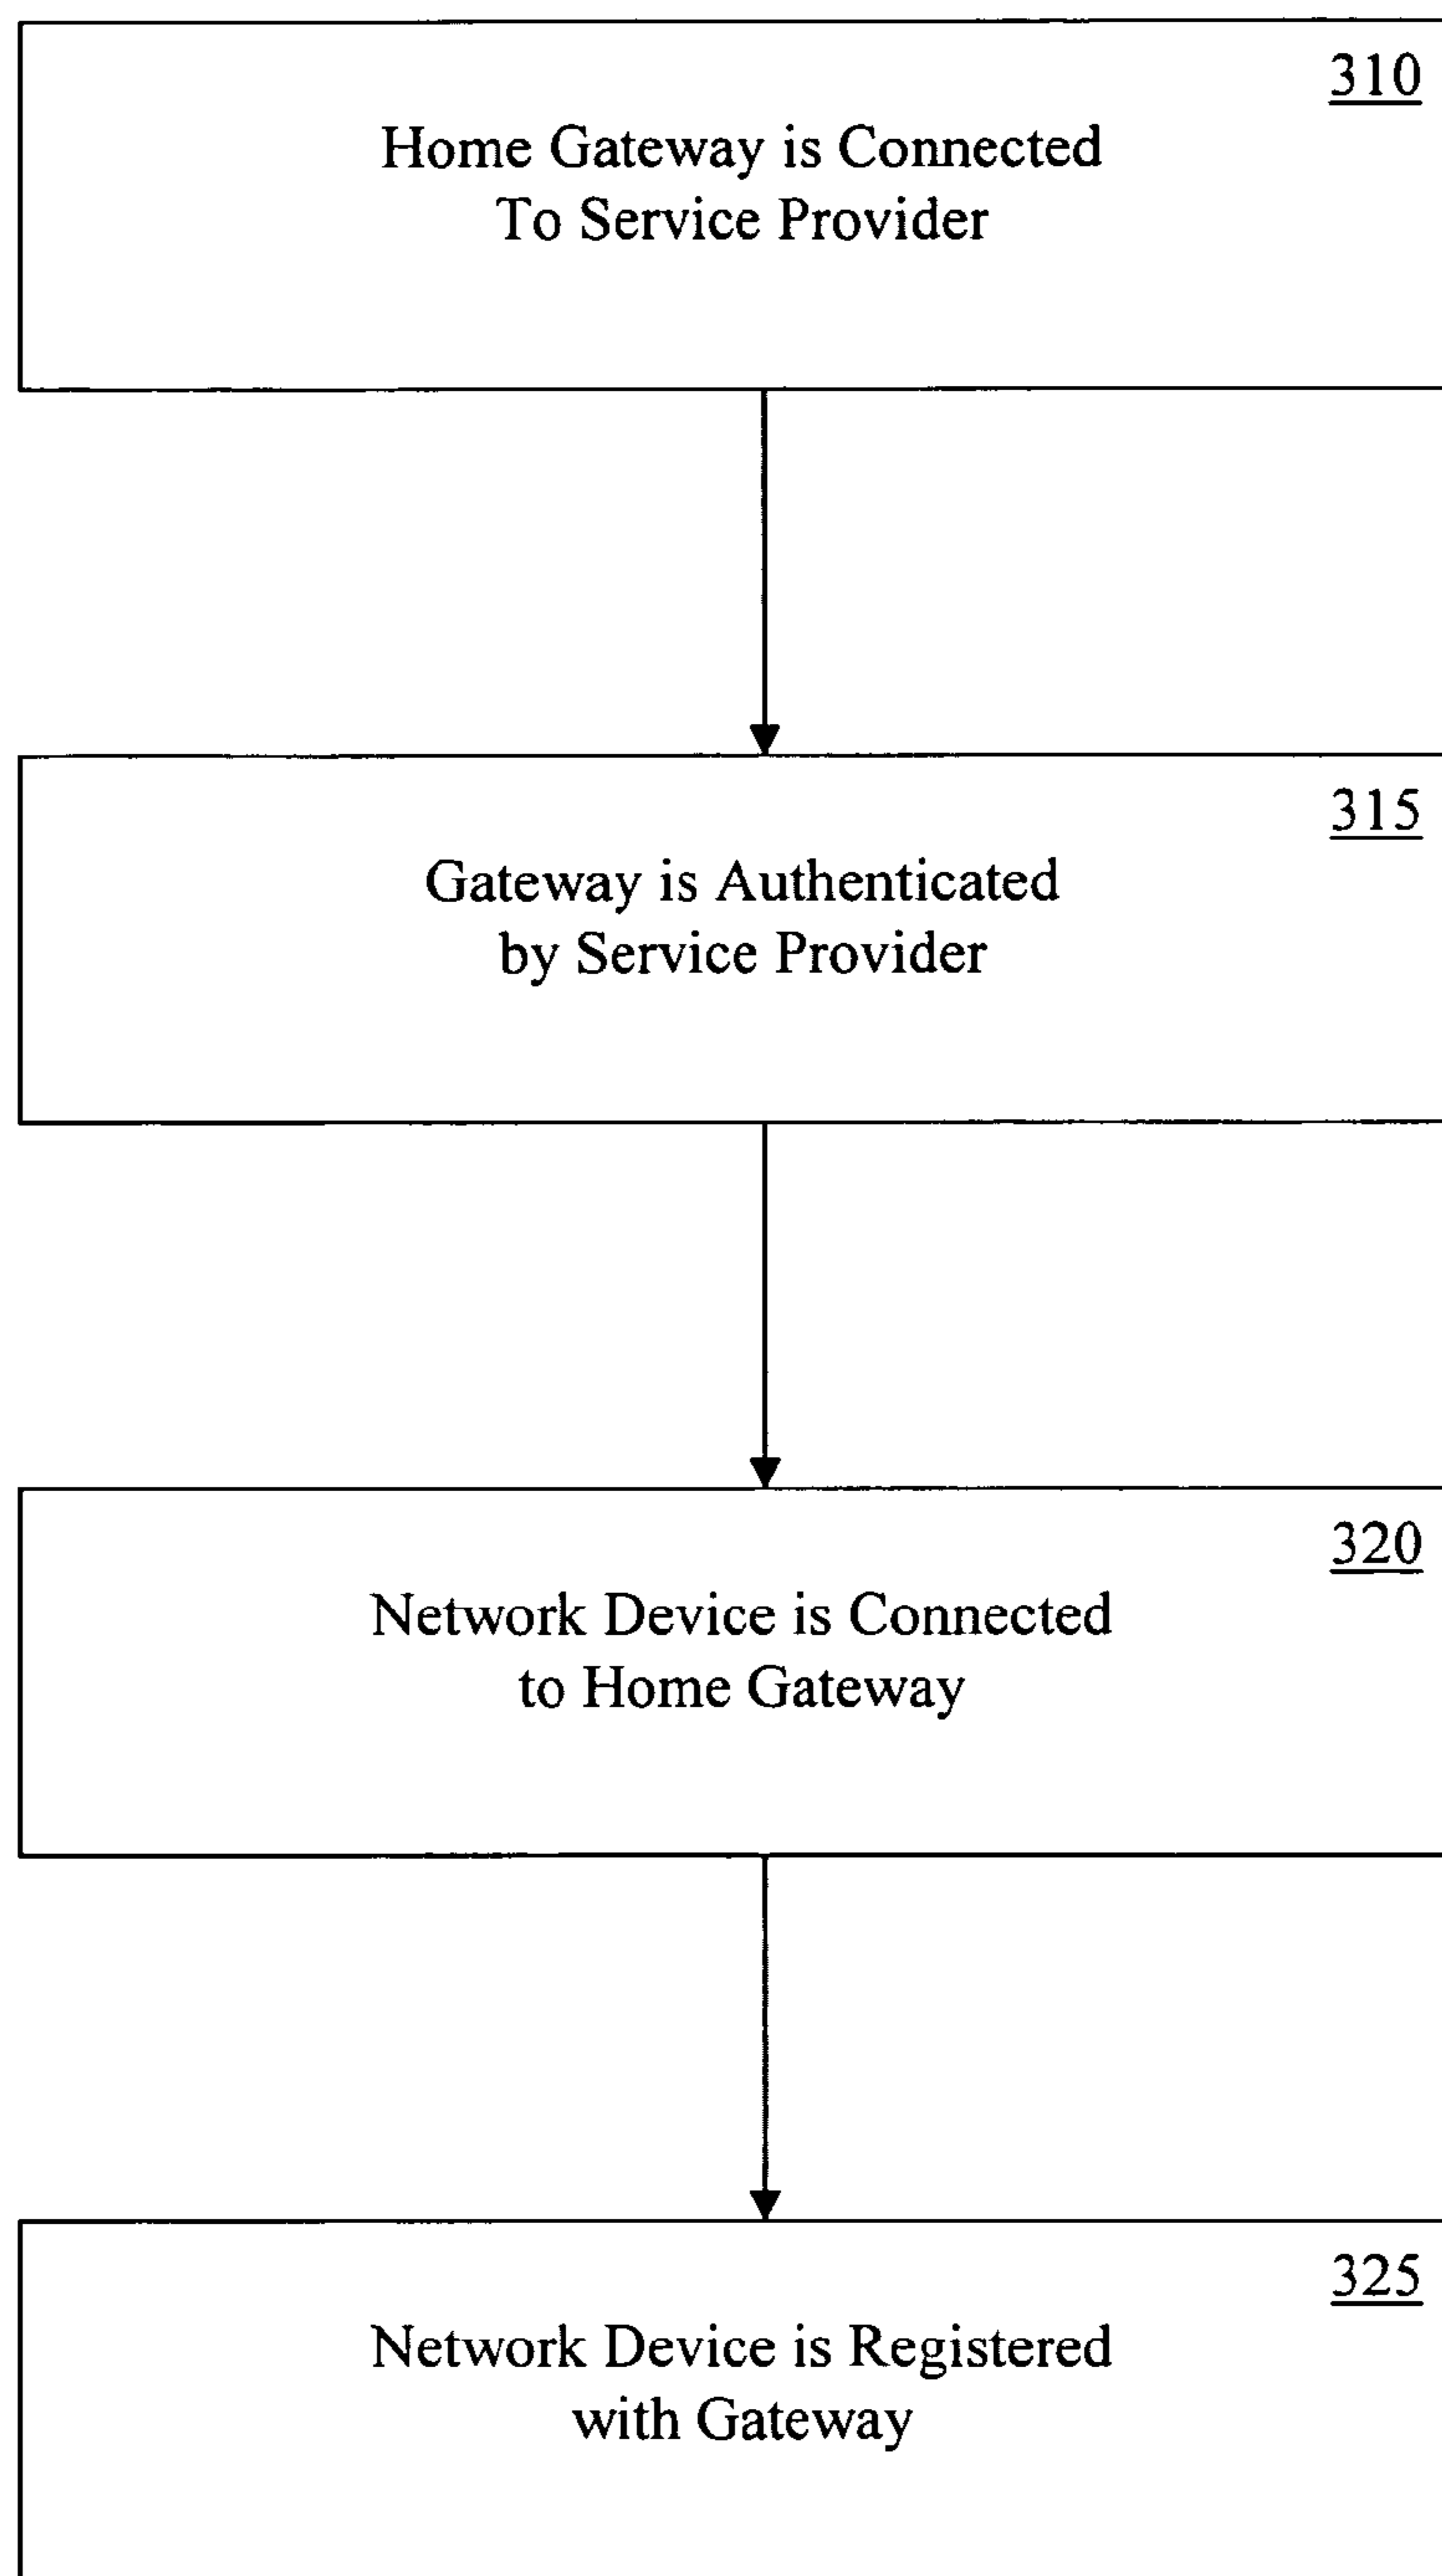 310
Home Gateway is Connected
To Service Provider
315
Gateway is Authenticated
by Service Provider
320
Network Device is Connected
to Home Gateway
325
Network Device is Registered
with Gateway